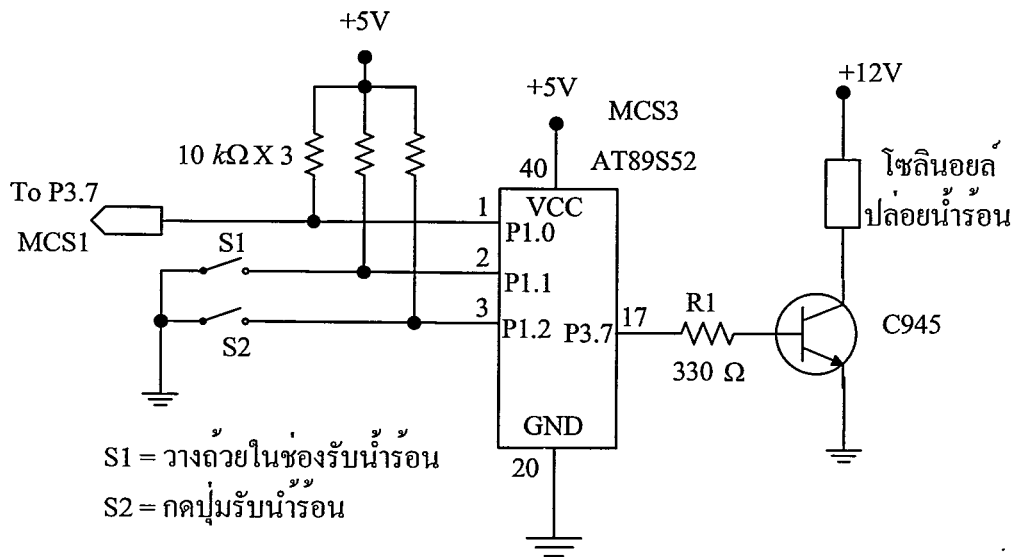 +5V
+5V
MCS3
+12V
10 kΩ X 3
40
AT89S52
โซลินอยล์
ปล่อยน้ำร้อน
To P3.7
MCS1
1
VCC
P1.0
S1
2
P1.1
3
P1.2
S2
P3.7
17
R1
330 Ω
C945
GND
20
S1 = วางถ้วยในช่องรับน้ำร้อน
S2 = กดปุ่มรับน้ำร้อน